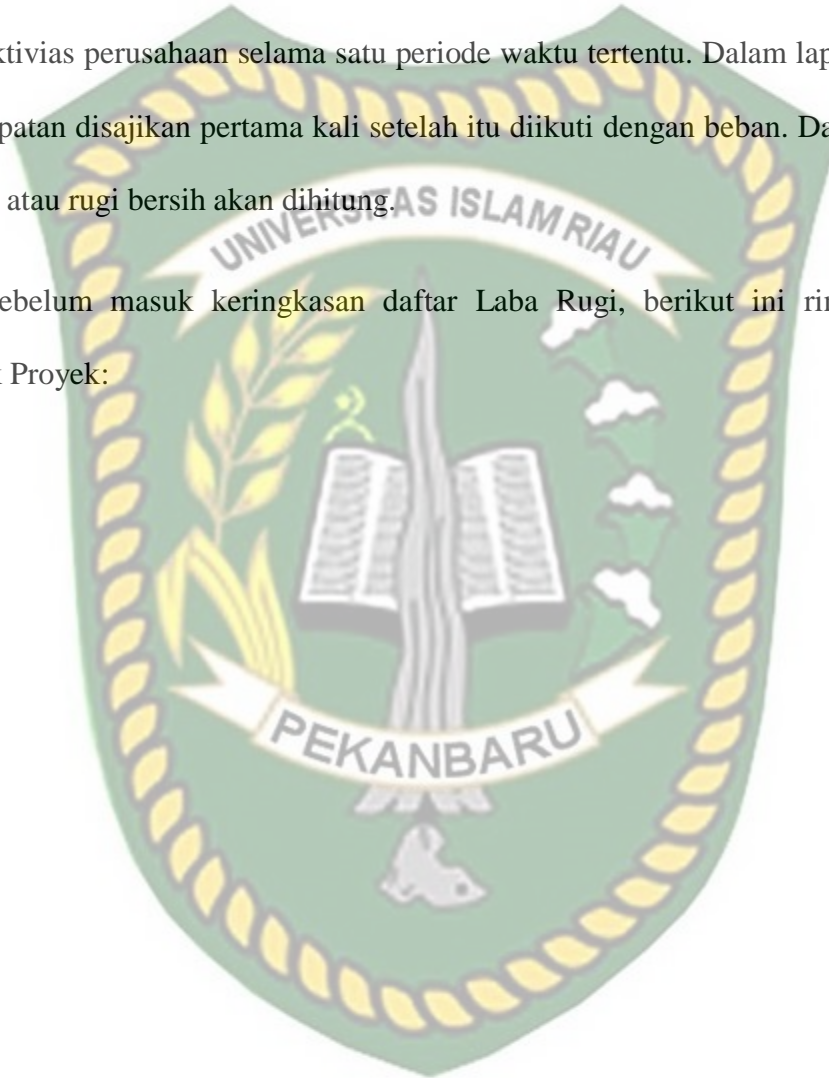 ktivias perusahaan selama satu periode waktu tertentu. Dalam lap
patan disajikan pertama kali setelah itu diikuti dengan beban. Da
atau rugi bersih akan dihitung.
UNIVERSITAS ISLAM RIAU
ebelum masuk keringkasan daftar Laba Rugi, berikut ini rin
k Proyek:
PEKANBARU